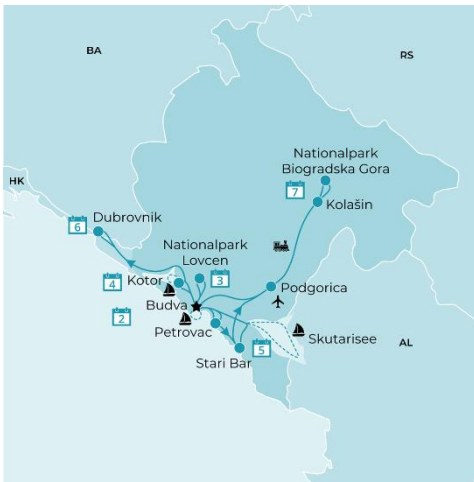 BA
RS
HK
Nationalpark
Biogradska Gora
7
Kolašin
6
Dubrovnik
Nationalpark
Lovcen
4
Kotor
3
Podgorica
Budva
2
Petrovac
Skutarisee
5
AL
Stari Bar